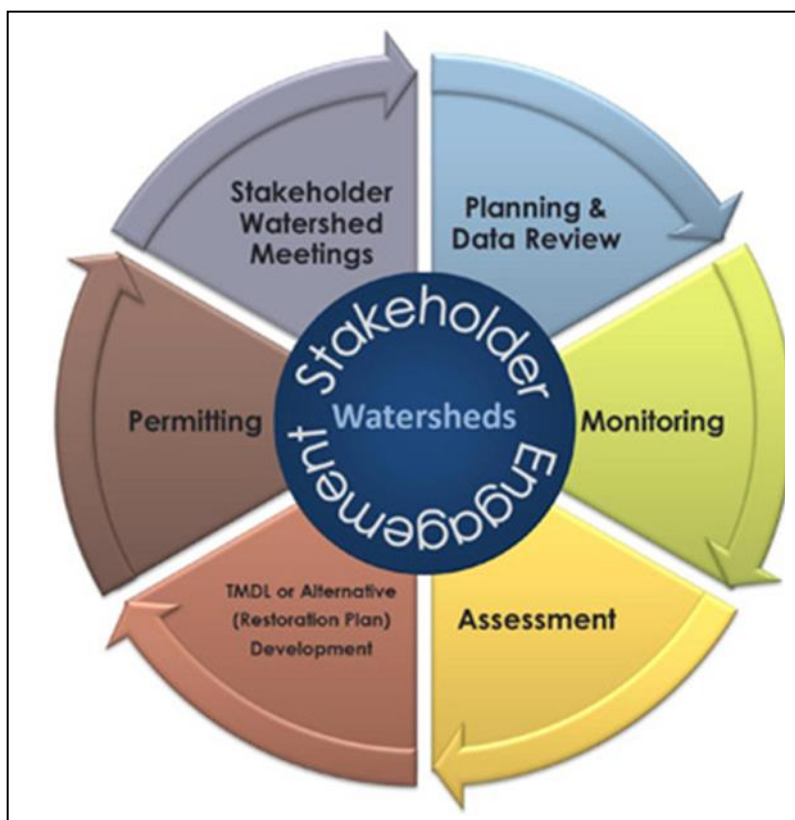 Stakeholder
Watershed
Meetings
Planning &
Data Review
Monitoring
Assessment
TMDL or Alternative
(Restoration Plan)
Development
Permitting
Stakeholder Engagement
Watersheds